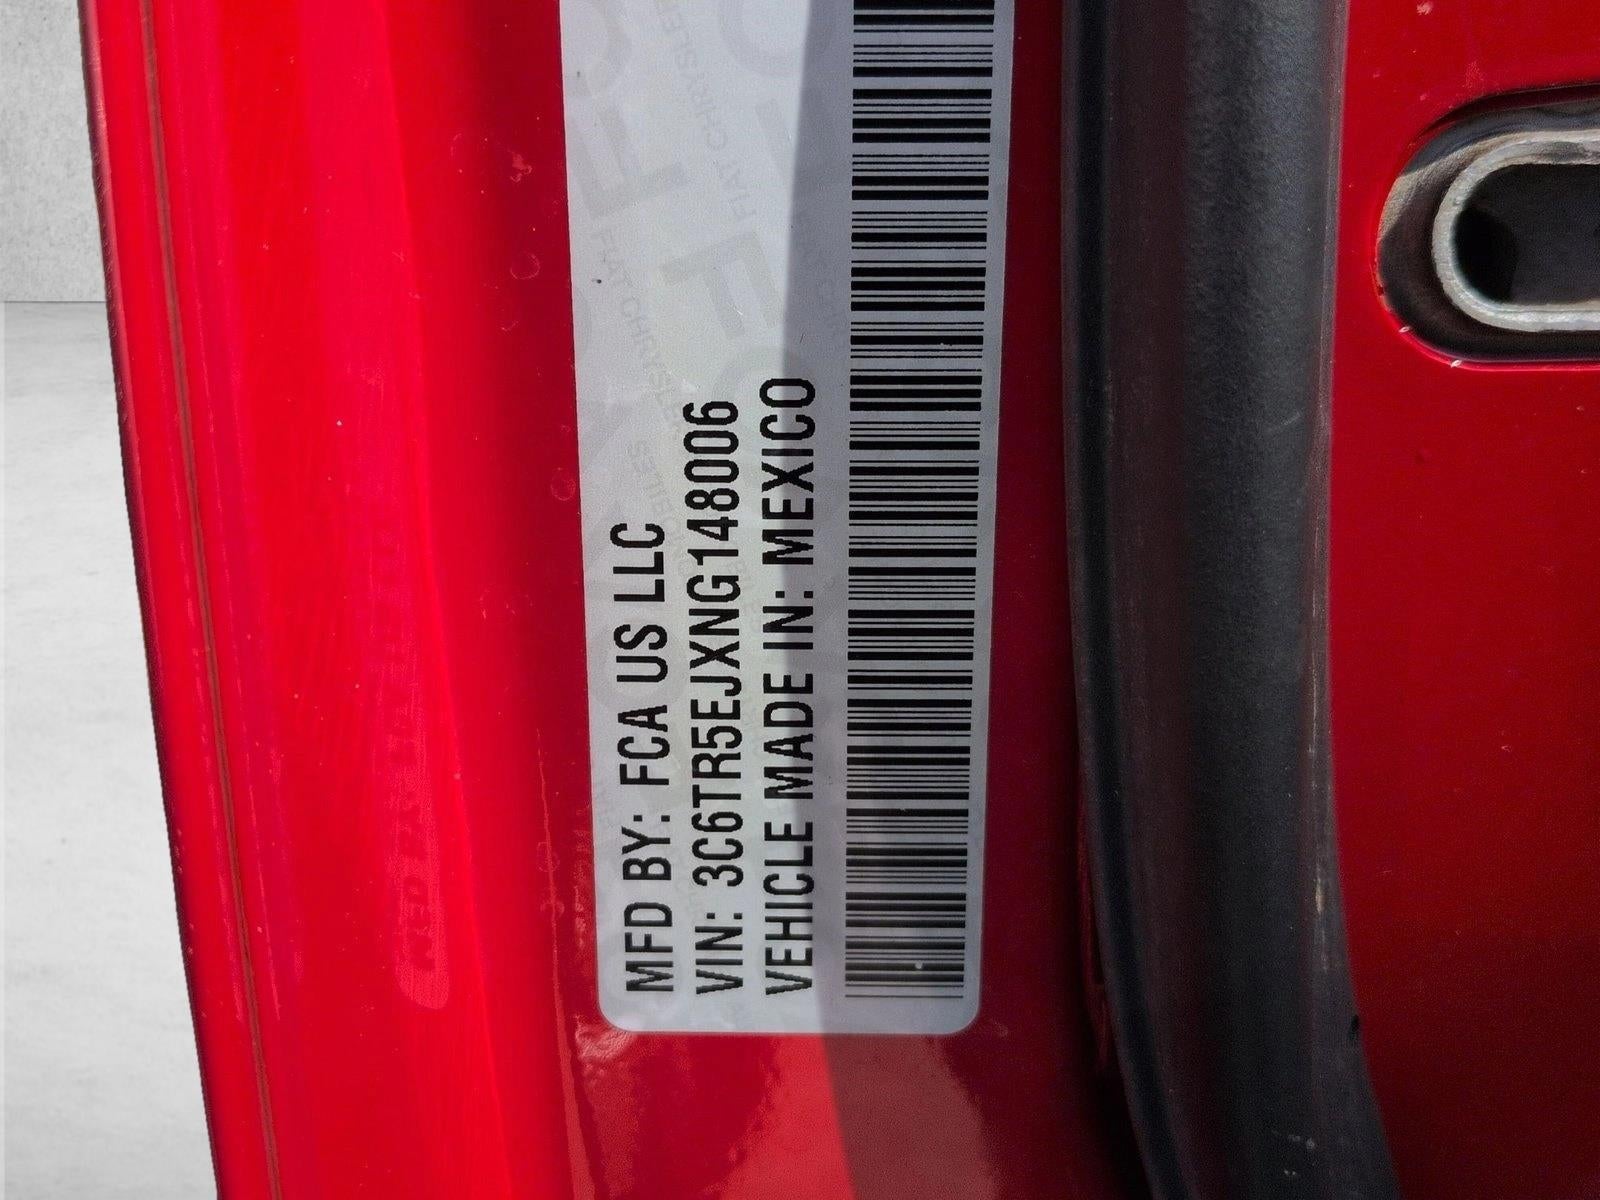 MFD BY: FCA US LLC
VIN: 3C6TR5EJXNG148006
VEHICLE MADE IN: MEXICO